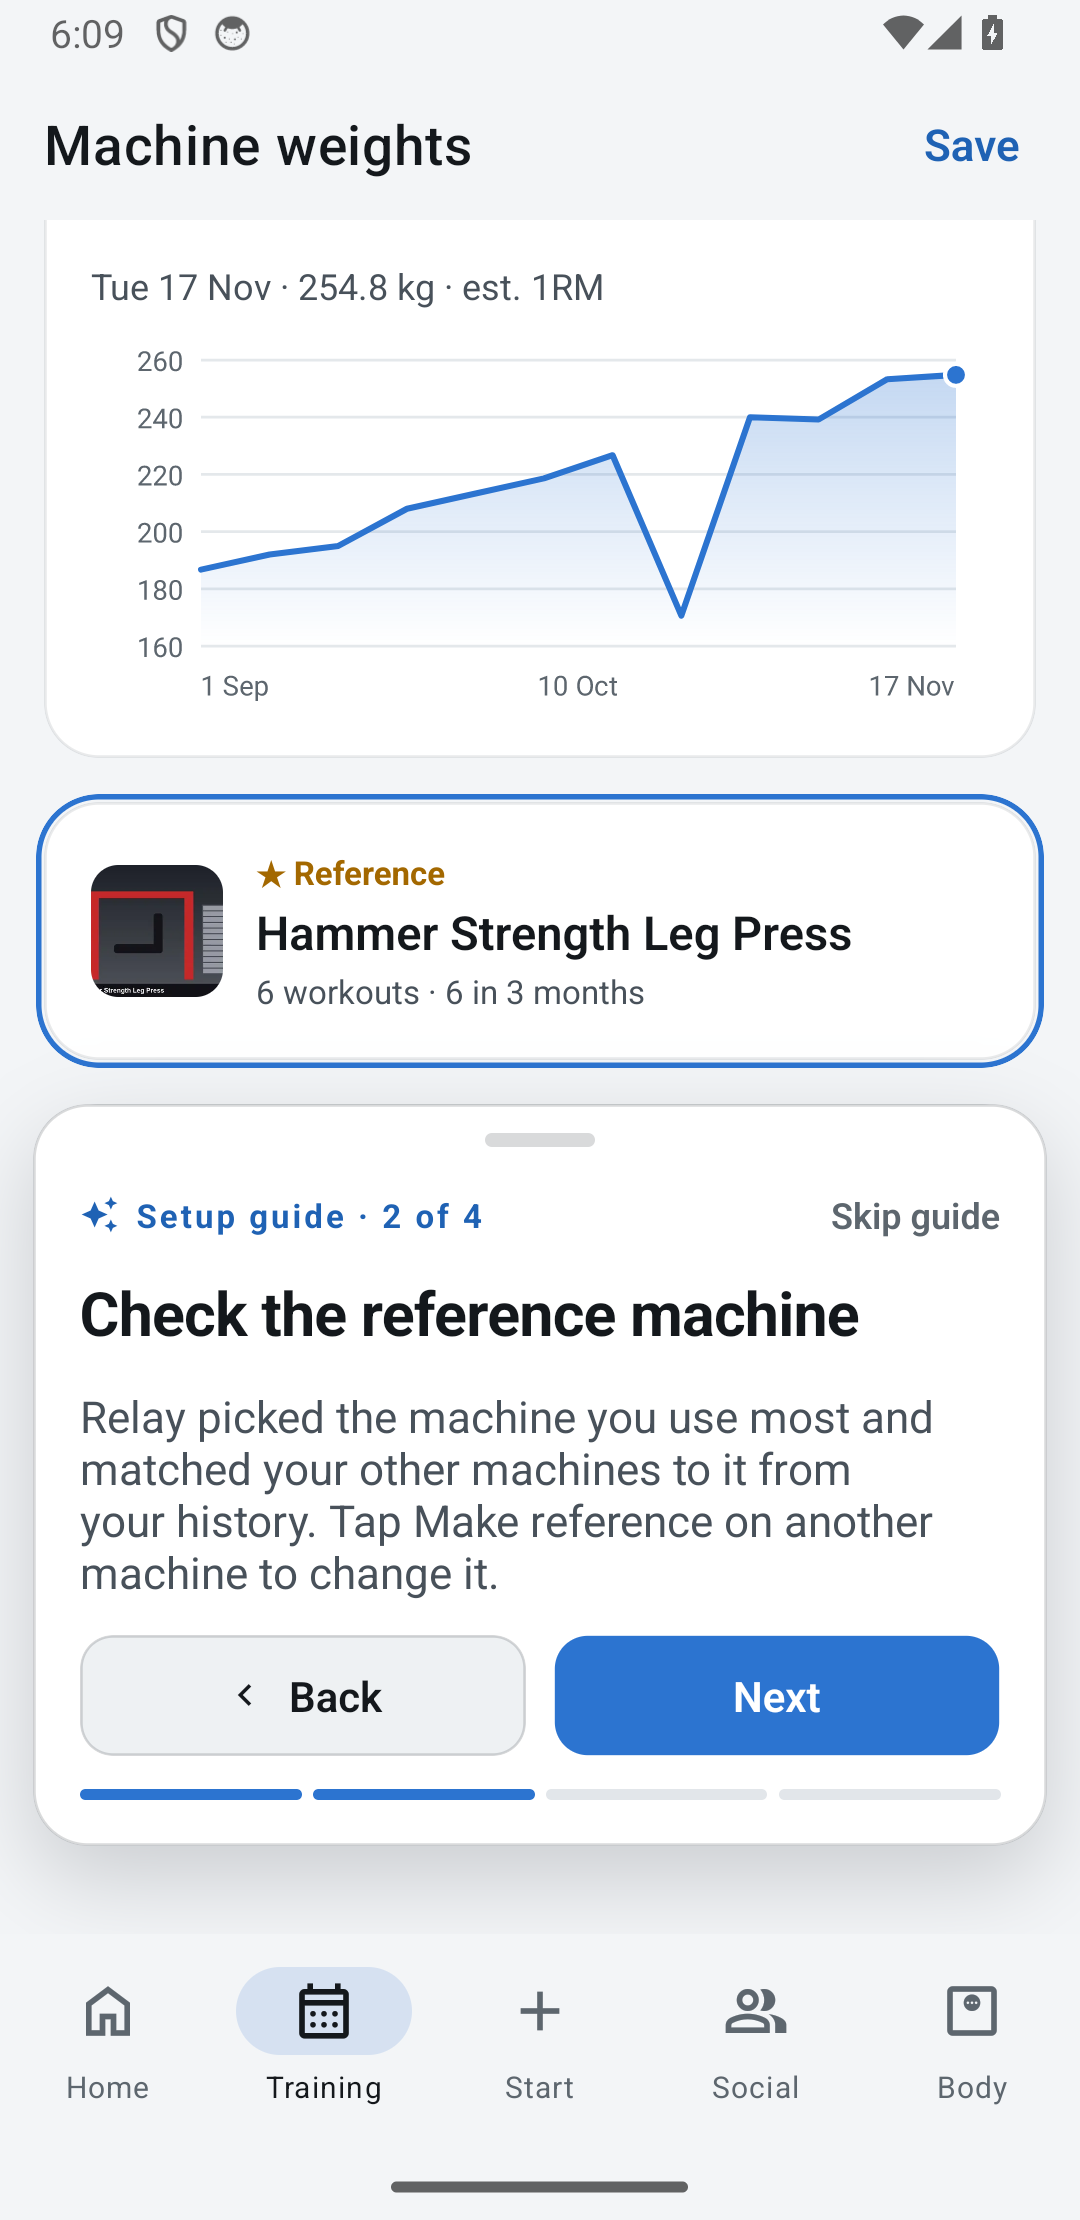 6:09
Machine weights
Save
Tue 17 Nov · 254.8 kg · est. 1RM
260
240
220
200
180
160
1 Sep
10 Oct
17 Nov
★ Reference
Hammer Strength Leg Press
6 workouts · 6 in 3 months
Strength Leg Press
Setup guide · 2 of 4
Skip guide
Check the reference machine
Relay picked the machine you use most and
matched your other machines to it from
your history. Tap Make reference on another
machine to change it.
Back
Next
Home
Training
Start
Social
Body